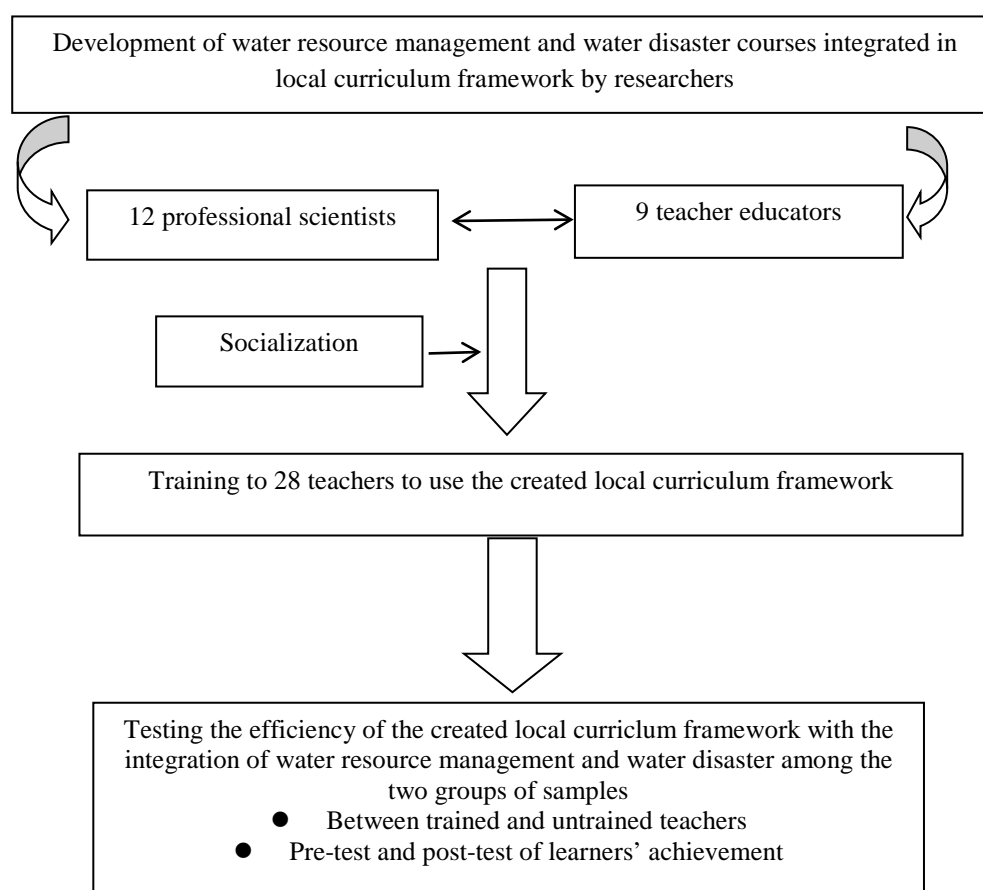 Development of water resource management and water disaster courses integrated in
local curriculum framework by researchers
12 professional scientists
9 teacher educators
Socialization
Training to 28 teachers to use the created local curriculum framework
Testing the efficiency of the created local curriclum framework with the
integration of water resource management and water disaster among the
two groups of samples
● Between trained and untrained teachers
● Pre-test and post-test of learners’ achievement